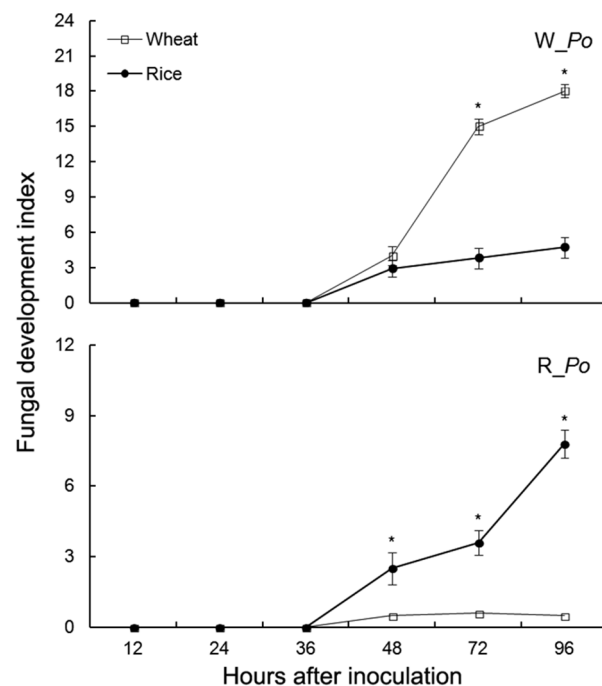 Fungal development index
24
21
18
15
12
9
6
3
0
Wheat
Rice
W_Po
*
*
12
9
6
3
0
R_Po
*
*
*
12 24 36 48 72 96
Hours after inoculation